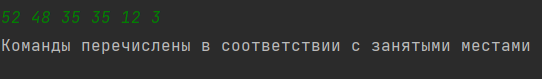 52 48 35 35 12 3
Команды перечислены в соответствии с занятыми местами